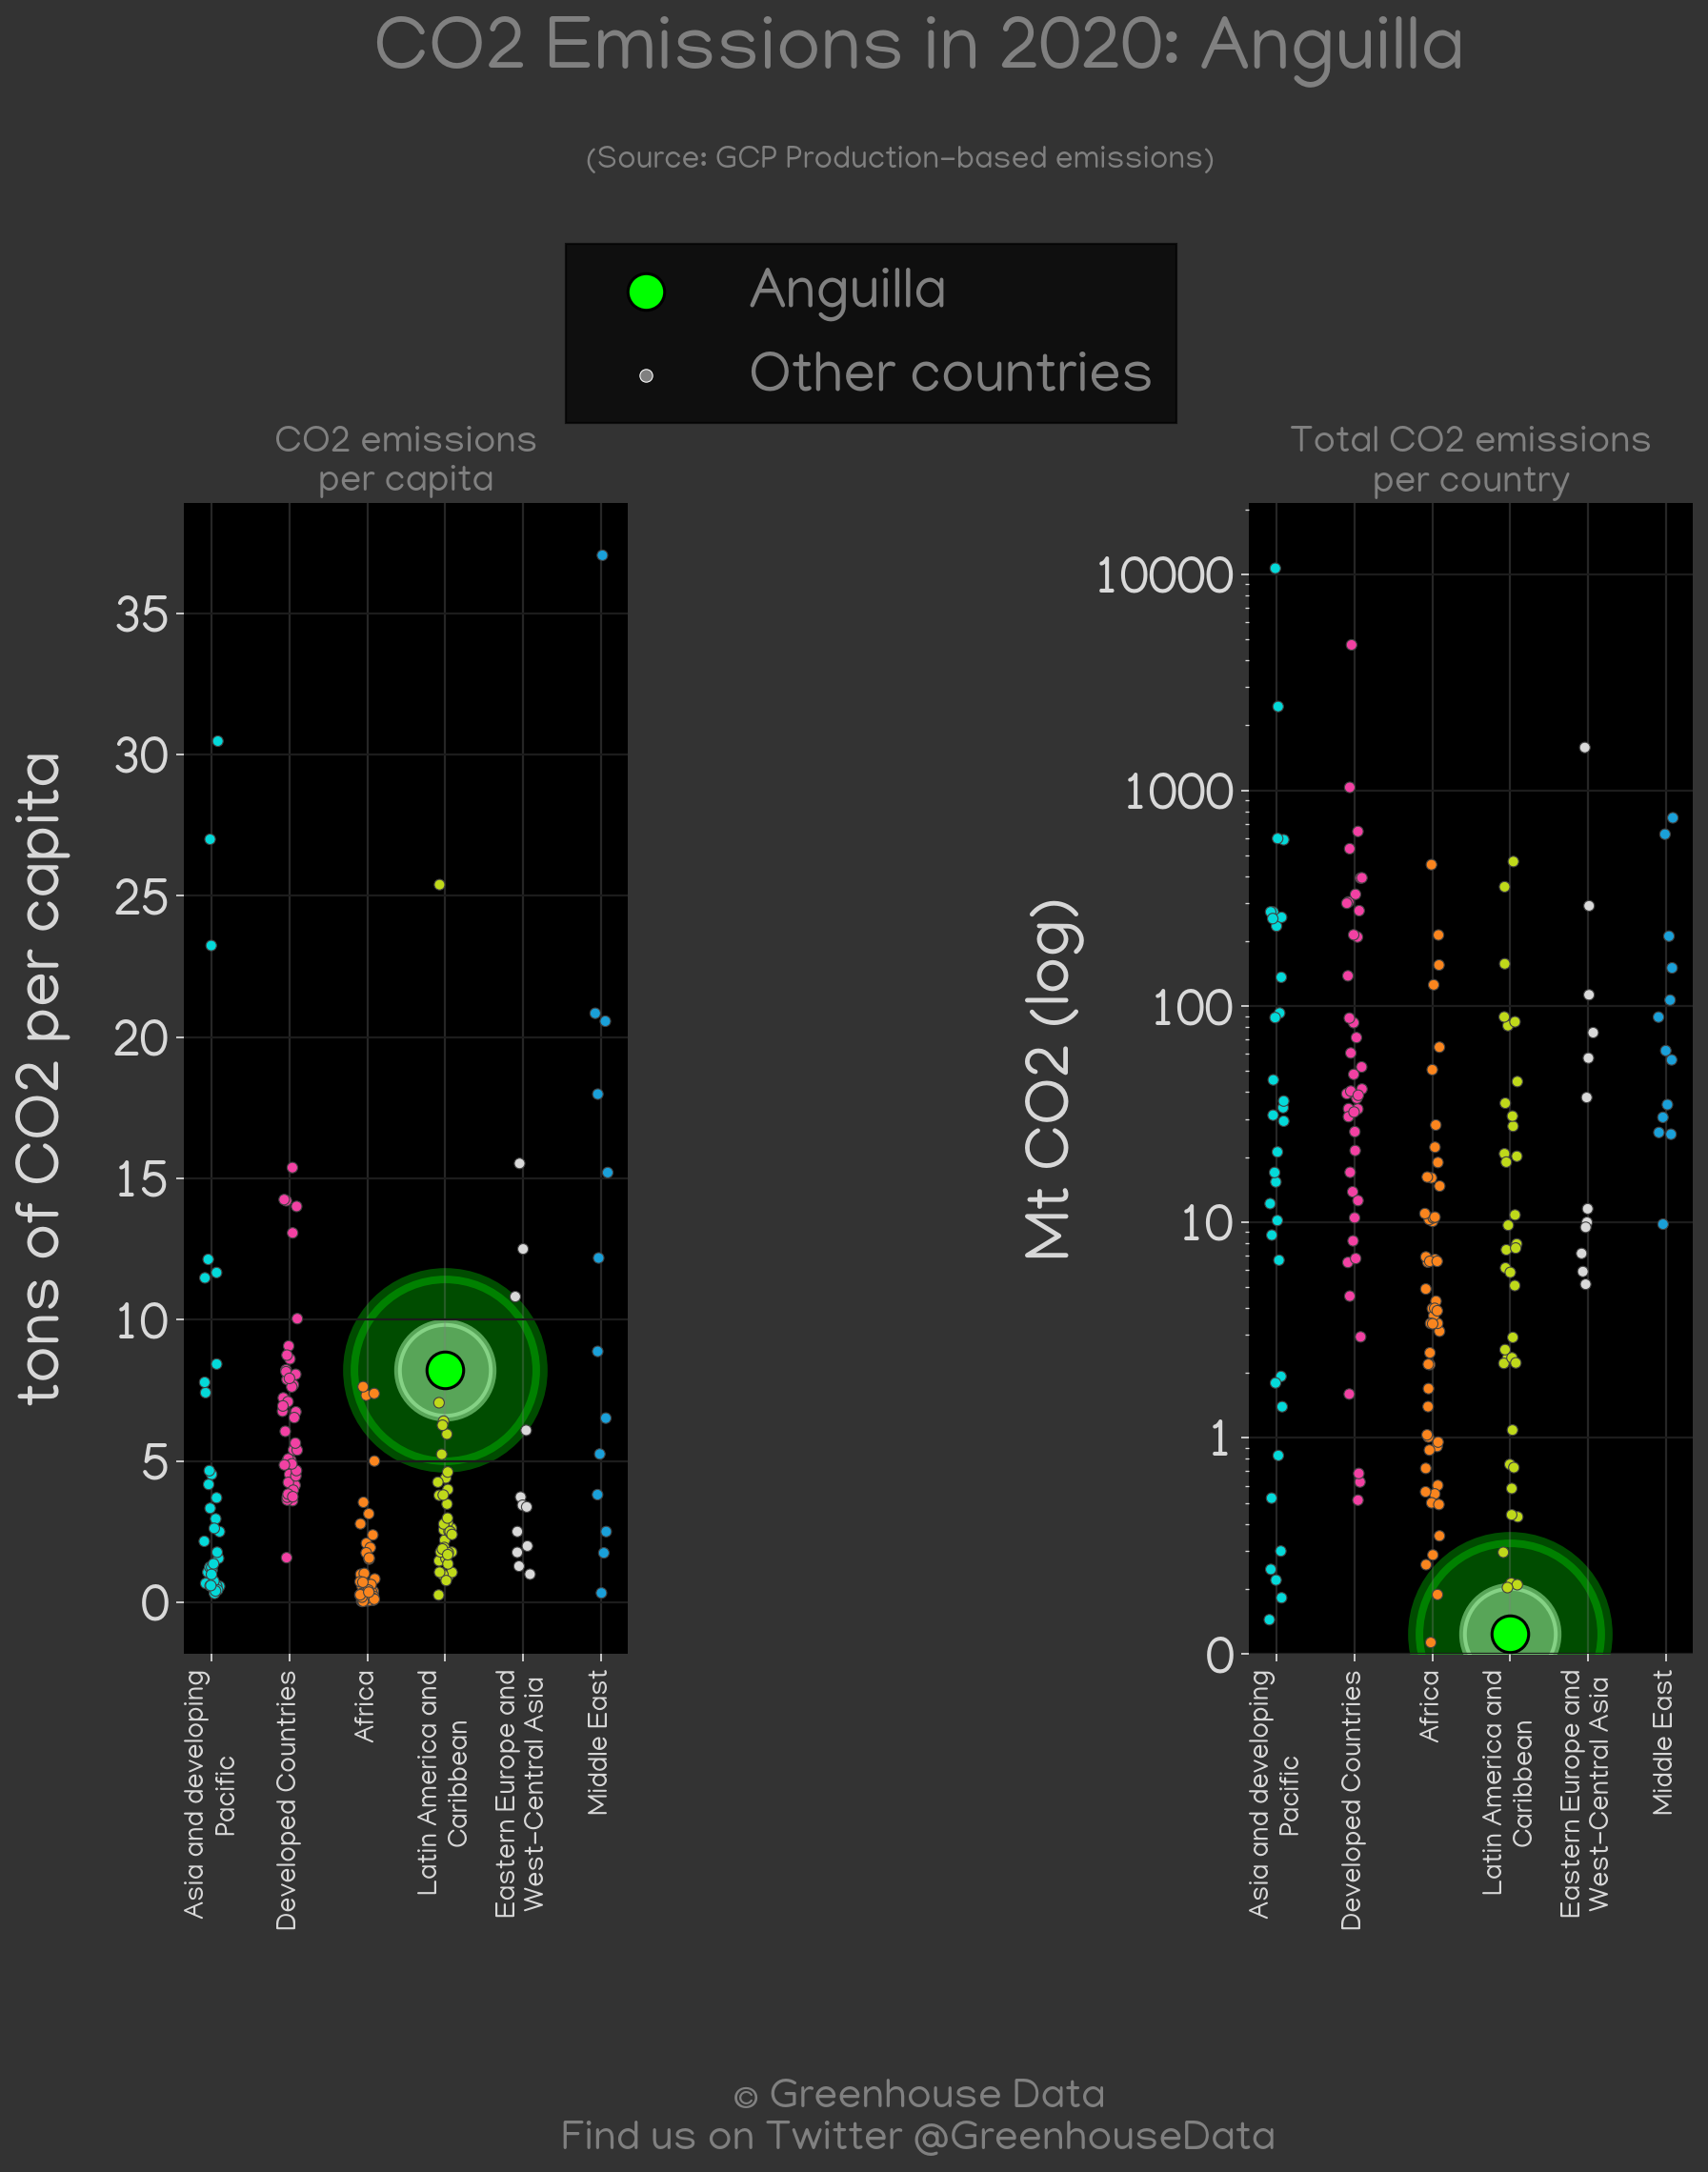 CO2 Emissions in 2020: Anguilla
(Source: GCP Production-based emissions)
Anguilla
Other countries
CO2 emissions
per capita
tons of CO2 per capita
35
30
25
20
15
10
5
0
Asia and developing
Pacific
Developed Countries
Africa
Latin America and
Caribbean
Eastern Europe and
West-Central Asia
Middle East
Total CO2 emissions
per country
Mt CO2 (log)
10000
1000
100
10
1
0
Asia and developing
Pacific
Developed Countries
Africa
Latin America and
Caribbean
Eastern Europe and
West-Central Asia
Middle East
© Greenhouse Data
Find us on Twitter @GreenhouseData